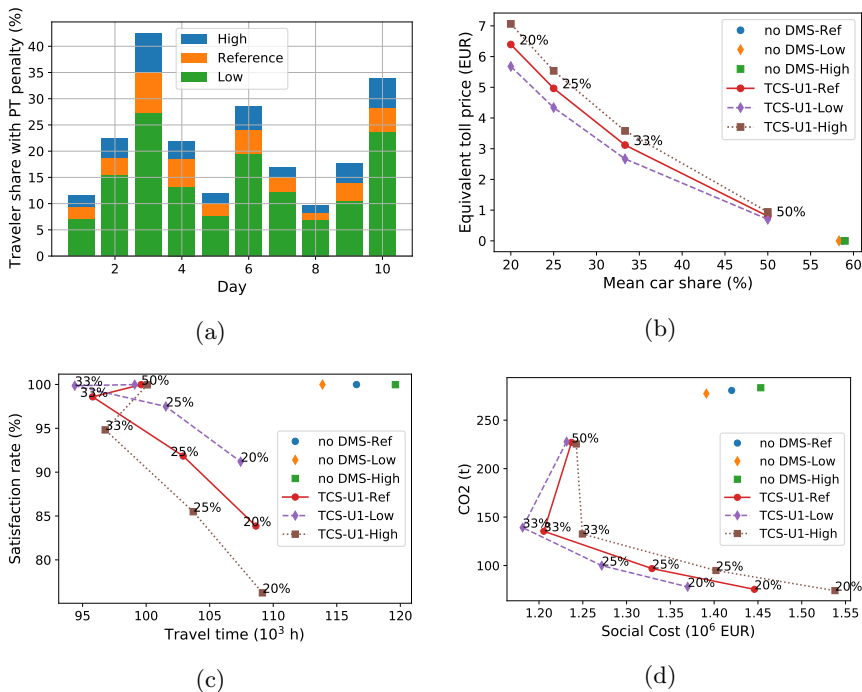 Traveler share with PT penalty (%)
40
35
30
25
20
15
10
5
0
High
Reference
Low
2
4
6
8
10
Day
(a)
Equivalent toll price (EUR)
7
6
5
4
3
2
1
0
20%
25%
33%
50%
no DMS-Ref
no DMS-Low
no DMS-High
TCS-U1-Ref
TCS-U1-Low
TCS-U1-High
20 25 30 35 40 45 50 55 60
Mean car share (%)
(b)
Satisfaction rate (%)
100
95
90
85
80
33%
50%
33%
25%
33%
25%
20%
25%
20%
20%
no DMS-Ref
no DMS-Low
no DMS-High
TCS-U1-Ref
TCS-U1-Low
TCS-U1-High
95 100 105 110 115 120
Travel time (10³ h)
(c)
CO2 (t)
250
200
150
100
50%
33%
33%
33%
25%
25%
25%
20%
20%
20%
no DMS-Ref
no DMS-Low
no DMS-High
TCS-U1-Ref
TCS-U1-Low
TCS-U1-High
1.20 1.25 1.30 1.35 1.40 1.45 1.50 1.55
Social Cost (10⁶ EUR)
(d)